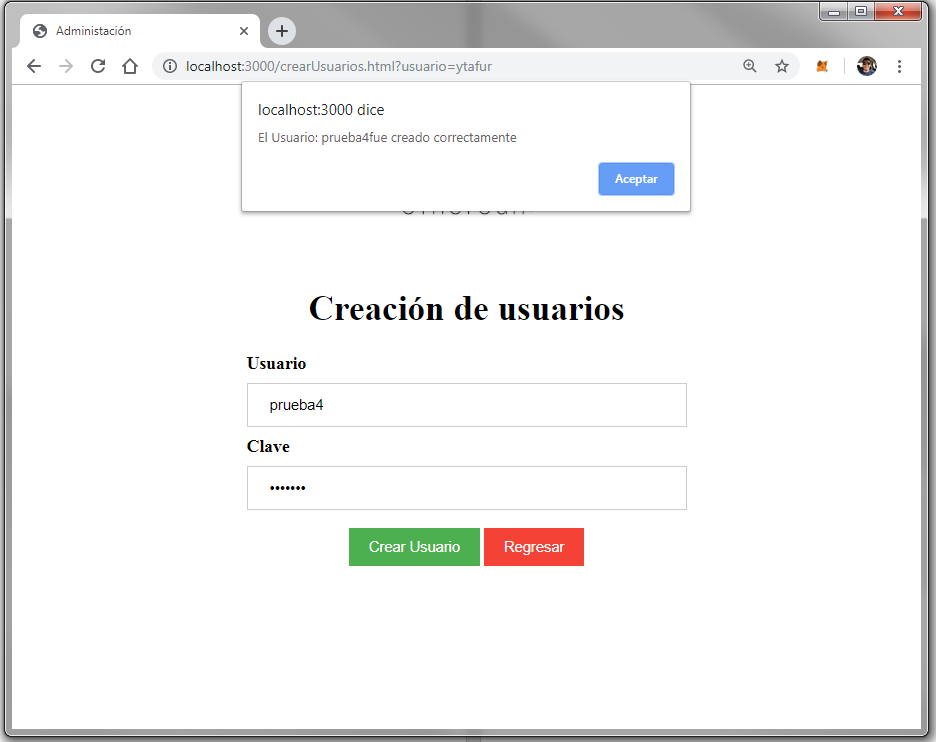 Administación
localhost:3000/crearUsuarios.html?usuario=ytafur
localhost:3000 dice
El Usuario: prueba4fue creado correctamente
Aceptar
Creación de usuarios
Usuario
prueba4
Clave
•••••••
Crear Usuario Regresar